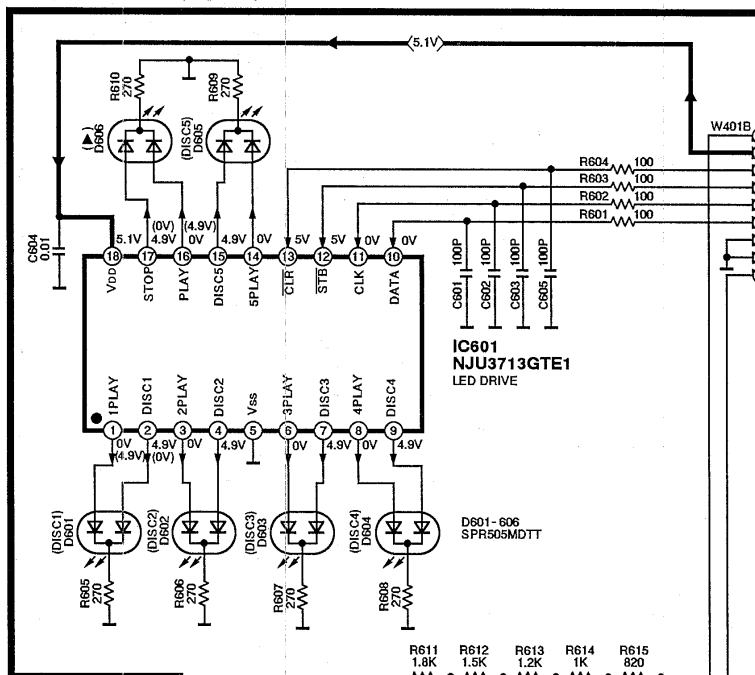 (5.1V)
R610
270
R609
270
(▲)
D606
(DISC5)
D605
W401B
R604 100
R603 100
R602 100
R601 100
C604
0.01
(0V)
(4.9V)
5.1V 4.9V 0V 4.9V 0V 5V 5V 0V 0V
18 17 16 15 14 13 12 11 10
VDD STOP PLAY DISC5 5PLAY CLR STB CLK DATA
C601 100P
C602 100P
C603 100P
C605 100P
IC601
NJU3713GTE1
LED DRIVE
1PLAY DISC1 2PLAY DISC2 Vss 3PLAY DISC3 4PLAY DISC4
1 2 3 4 5 6 7 8 9
0V 4.9V 0V 4.9V 0V 4.9V 0V 4.9V
(4.9V) (0V)
(DISC1)
D601
(DISC2)
D602
(DISC3)
D603
(DISC4)
D604
D601-606
SPR505MDTT
R605
270
R606
270
R607
270
R608
270
R611 R612 R613 R614 R615
1.8K 1.5K 1.2K 1K 820